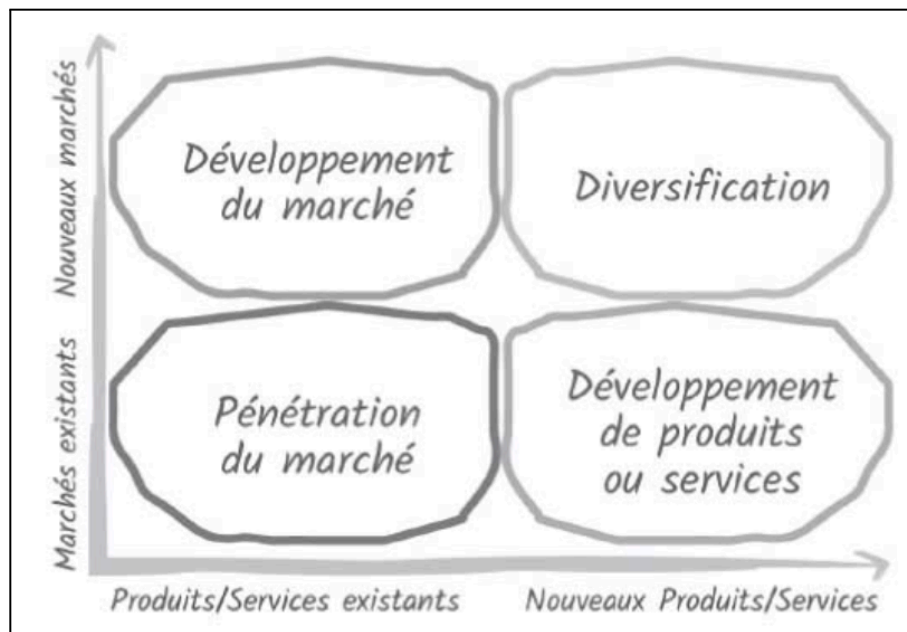 Nouveaux marchés
Développement
du marché
Diversification
Marchés existants
Pénétration
du marché
Développement
de produits
ou services
Produits/Services existants
Nouveaux Produits/Services